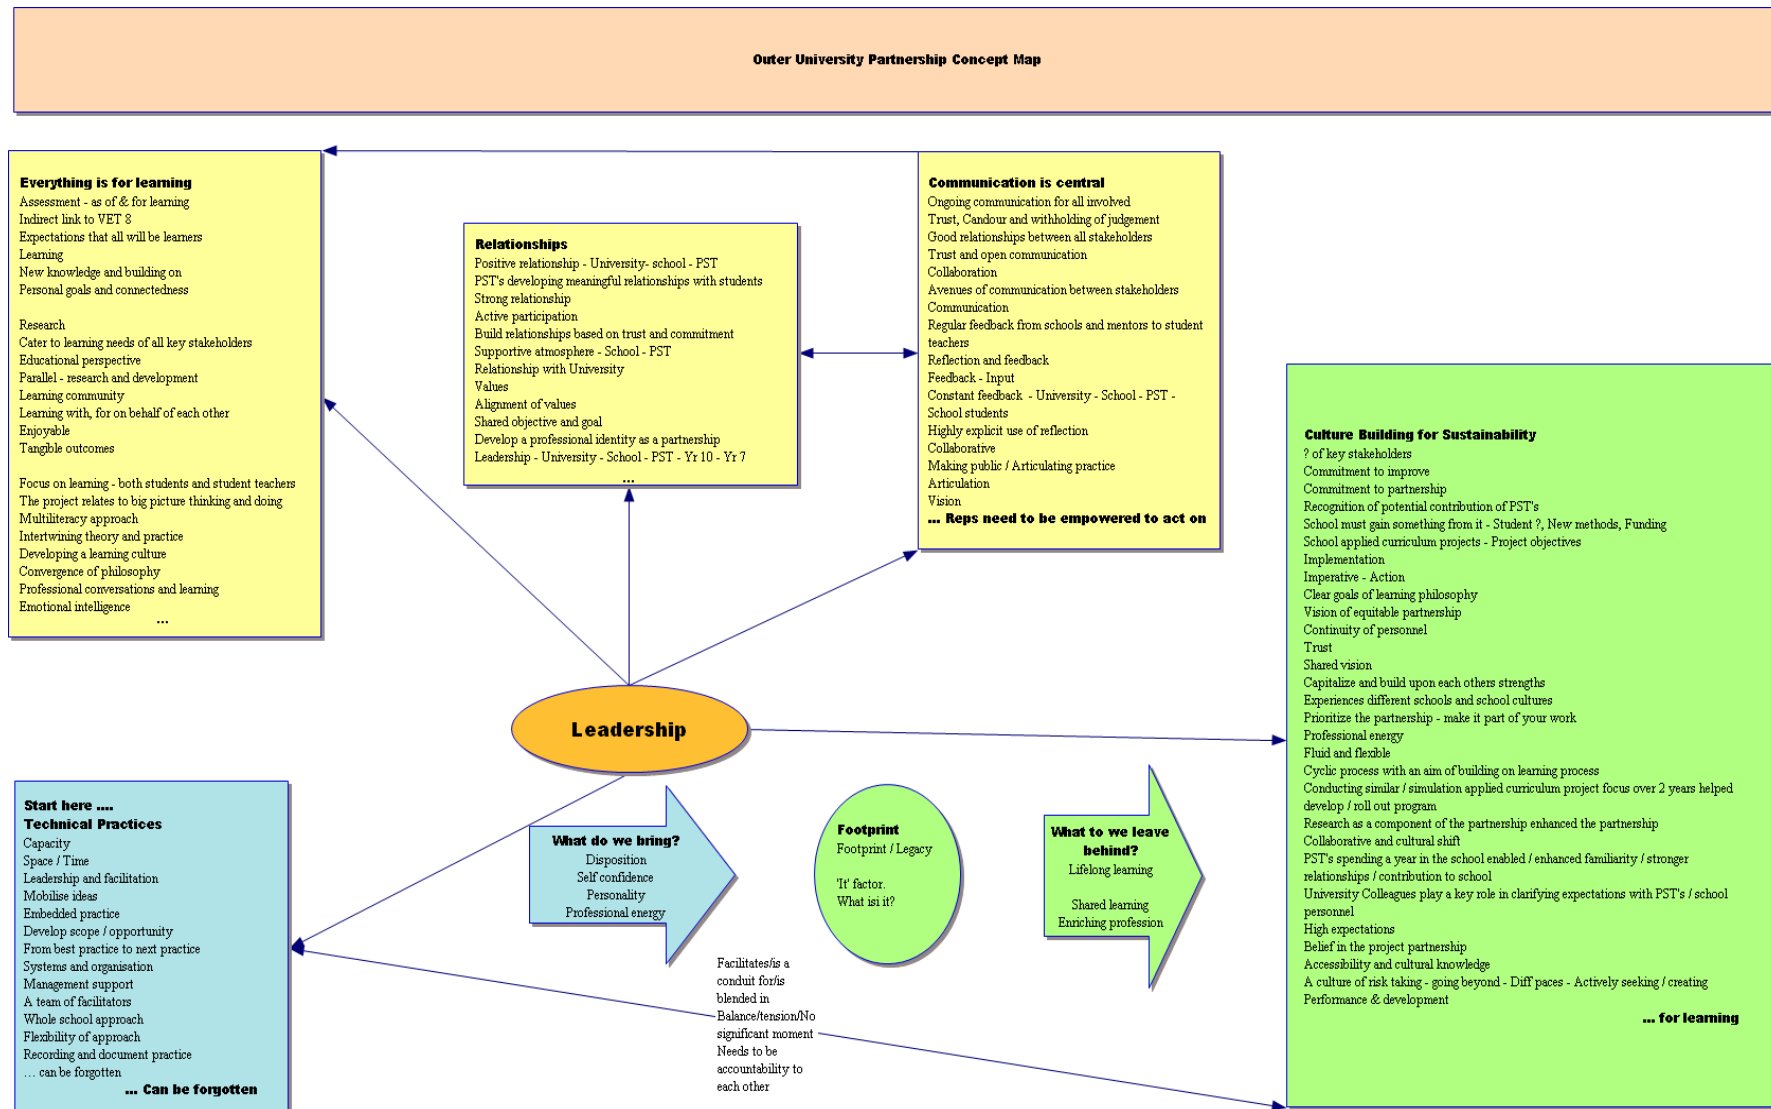 Outer University Partnership Concept Map
Everything is for learning
Assessment - as of & for learning
Indirect link to VET 8
Expectations that all will be learners
Learning
New knowledge and building on
Personal goals and connectedness
Research
Cater to learning needs of all key stakeholders
Educational perspective
Parallel - research and development
Learning community
Learning with, for on behalf of each other
Enjoyable
Tangible outcomes
Focus on learning - both students and student teachers
The project relates to big picture thinking and doing
Multiliteracy approach
Intertwining theory and practice
Developing a learning culture
Convergence of philosophy
Professional conversations and learning
Emotional intelligence
...
Relationships
Positive relationship - University- school - PST
PST's developing meaningful relationships with students
Strong relationship
Active participation
Build relationships based on trust and commitment
Supportive atmosphere - School - PST
Relationship with University
Values
Alignment of values
Shared objective and goal
Develop a professional identity as a partnership
Leadership - University - School - PST - Yr 10 - Yr 7
...
Communication is central
Ongoing communication for all involved
Trust, Candour and withholding of judgement
Good relationships between all stakeholders
Trust and open communication
Collaboration
Avenues of communication between stakeholders
Communication
Regular feedback from schools and mentors to student
teachers
Reflection and feedback
Feedback - Input
Constant feedback - University - School - PST -
School students
Highly explicit use of reflection
Collaborative
Making public / Articulating practice
Articulation
Vision
... Reps need to be empowered to act on
Culture Building for Sustainability
? of key stakeholders
Commitment to improve
Commitment to partnership
Recognition of potential contribution of PST's
School must gain something from it - Student ?, New methods, Funding
School applied curriculum projects - Project objectives
Implementation
Imperative - Action
Clear goals of learning philosophy
Vision of equitable partnership
Continuity of personnel
Trust
Shared vision
Capitalize and build upon each others strengths
Experiences different schools and school cultures
Prioritize the partnership - make it part of your work
Professional energy
Fluid and flexible
Cyclic process with an aim of building on learning process
Conducting similar / simulation applied curriculum project focus over 2 years helped
develop / roll out program
Research as a component of the partnership enhanced the partnership
Collaborative and cultural shift
PST's spending a year in the school enabled / enhanced familiarity / stronger
relationships / contribution to school
University Colleagues play a key role in clarifying expectations with PST's / school
personnel
High expectations
Belief in the project partnership
Accessibility and cultural knowledge
A culture of risk taking - going beyond - Diff paces - Actively seeking / creating
Performance & development
... for learning
Leadership
Start here ....
Technical Practices
Capacity
Space / Time
Leadership and facilitation
Mobilise ideas
Embedded practice
Develop scope / opportunity
From best practice to next practice
Systems and organisation
Management support
A team of facilitators
Whole school approach
Flexibility of approach
Recording and document practice
... can be forgotten
... Can be forgotten
What do we bring?
Disposition
Self confidence
Personality
Professional energy
Footprint
Footprint / Legacy
'It' factor.
What isi it?
What to we leave
behind?
Lifelong learning
Shared learning
Enriching profession
Facilitates/is a
conduit for/is
blended in
Balance/tension/No
significant moment
Needs to be
accountability to
each other